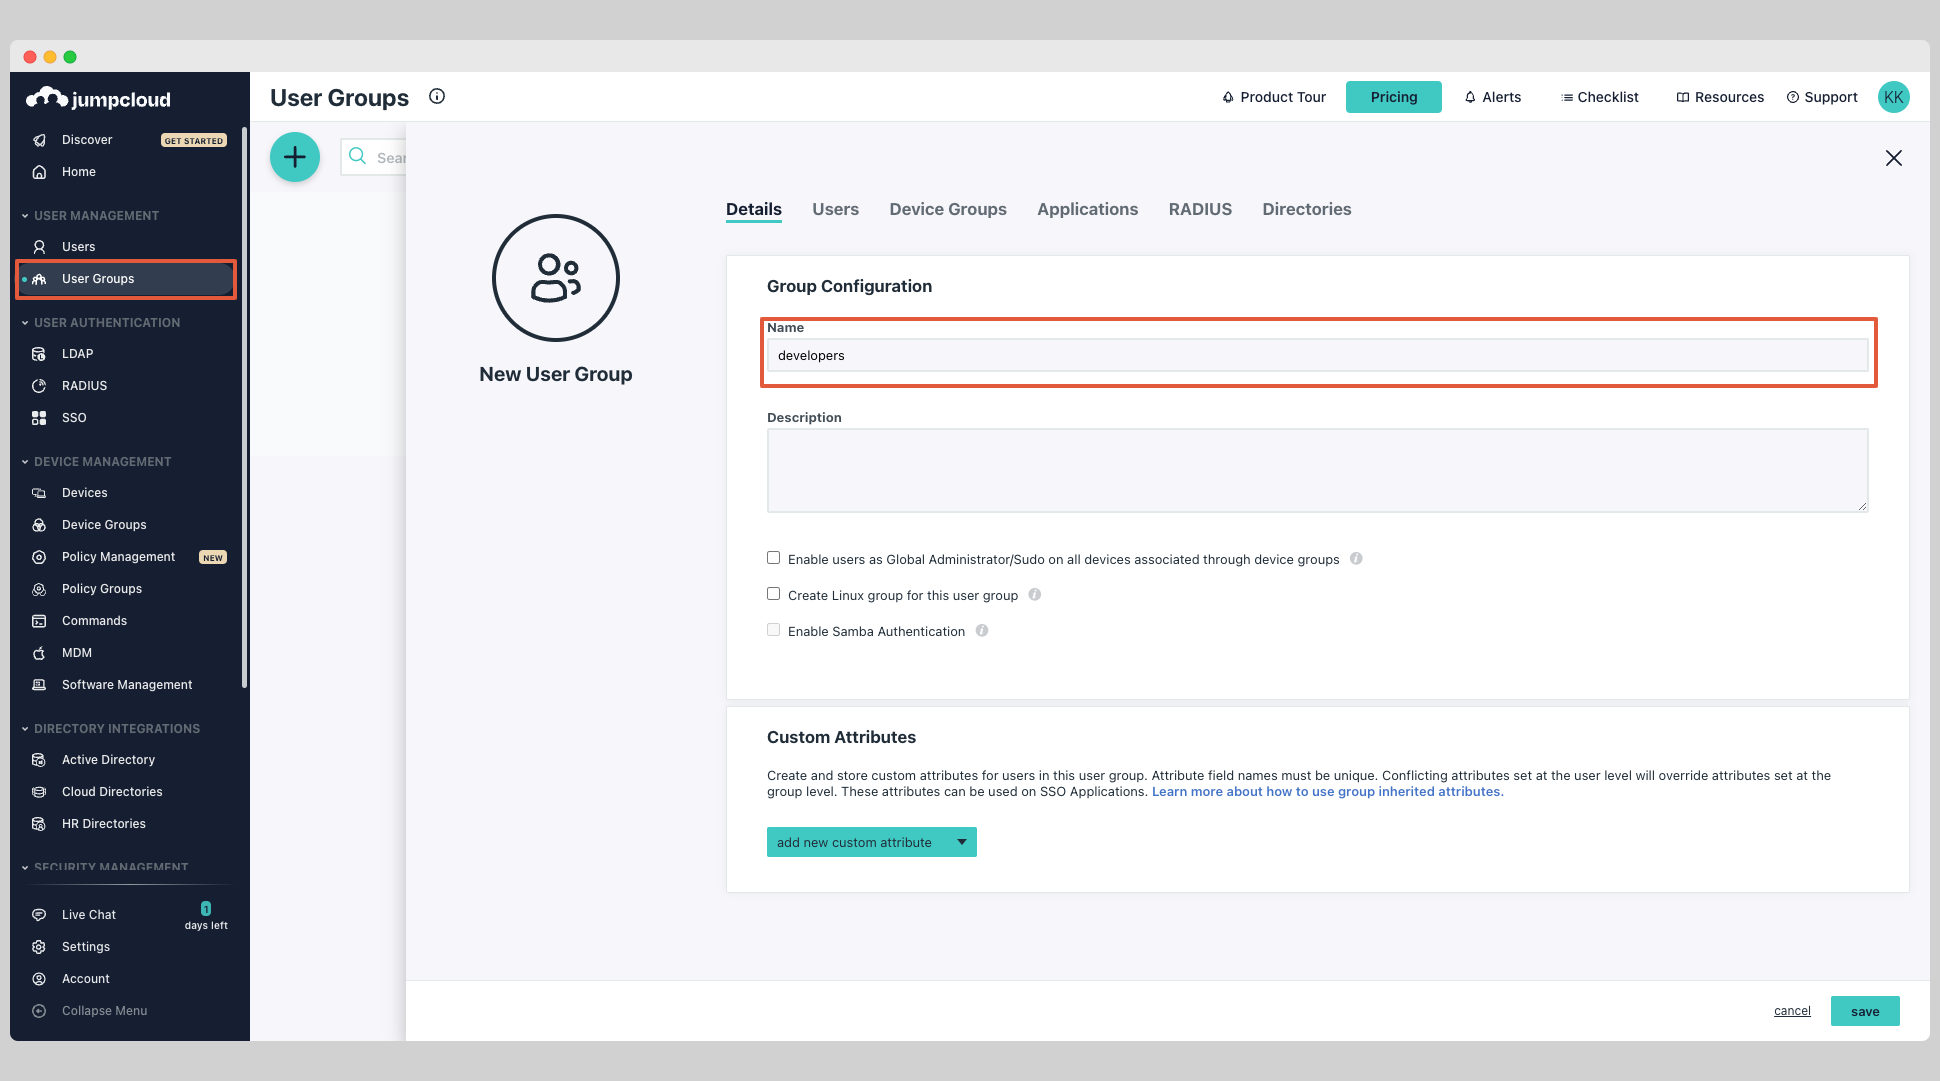 jumpcloud
Discover
GET STARTED
Home
USER MANAGEMENT
Users
User Groups
USER AUTHENTICATION
LDAP
RADIUS
SSO
DEVICE MANAGEMENT
Devices
Device Groups
Policy Management
NEW
Policy Groups
Commands
MDM
Software Management
DIRECTORY INTEGRATIONS
Active Directory
Cloud Directories
HR Directories
SECURITY MANAGEMENT
Live Chat
1
days left
Settings
Account
Collapse Menu
User Groups
Product Tour
Pricing
Alerts
Checklist
Resources
Support
KK
Sear
New User Group
Details Users Device Groups Applications RADIUS Directories
Group Configuration
Name
developers
Description
Enable users as Global Administrator/Sudo on all devices associated through device groups
Create Linux group for this user group
Enable Samba Authentication
Custom Attributes
Create and store custom attributes for users in this user group. Attribute field names must be unique. Conflicting attributes set at the user level will override attributes set at the
group level. These attributes can be used on SSO Applications. Learn more about how to use group inherited attributes.
add new custom attribute
cancel
save